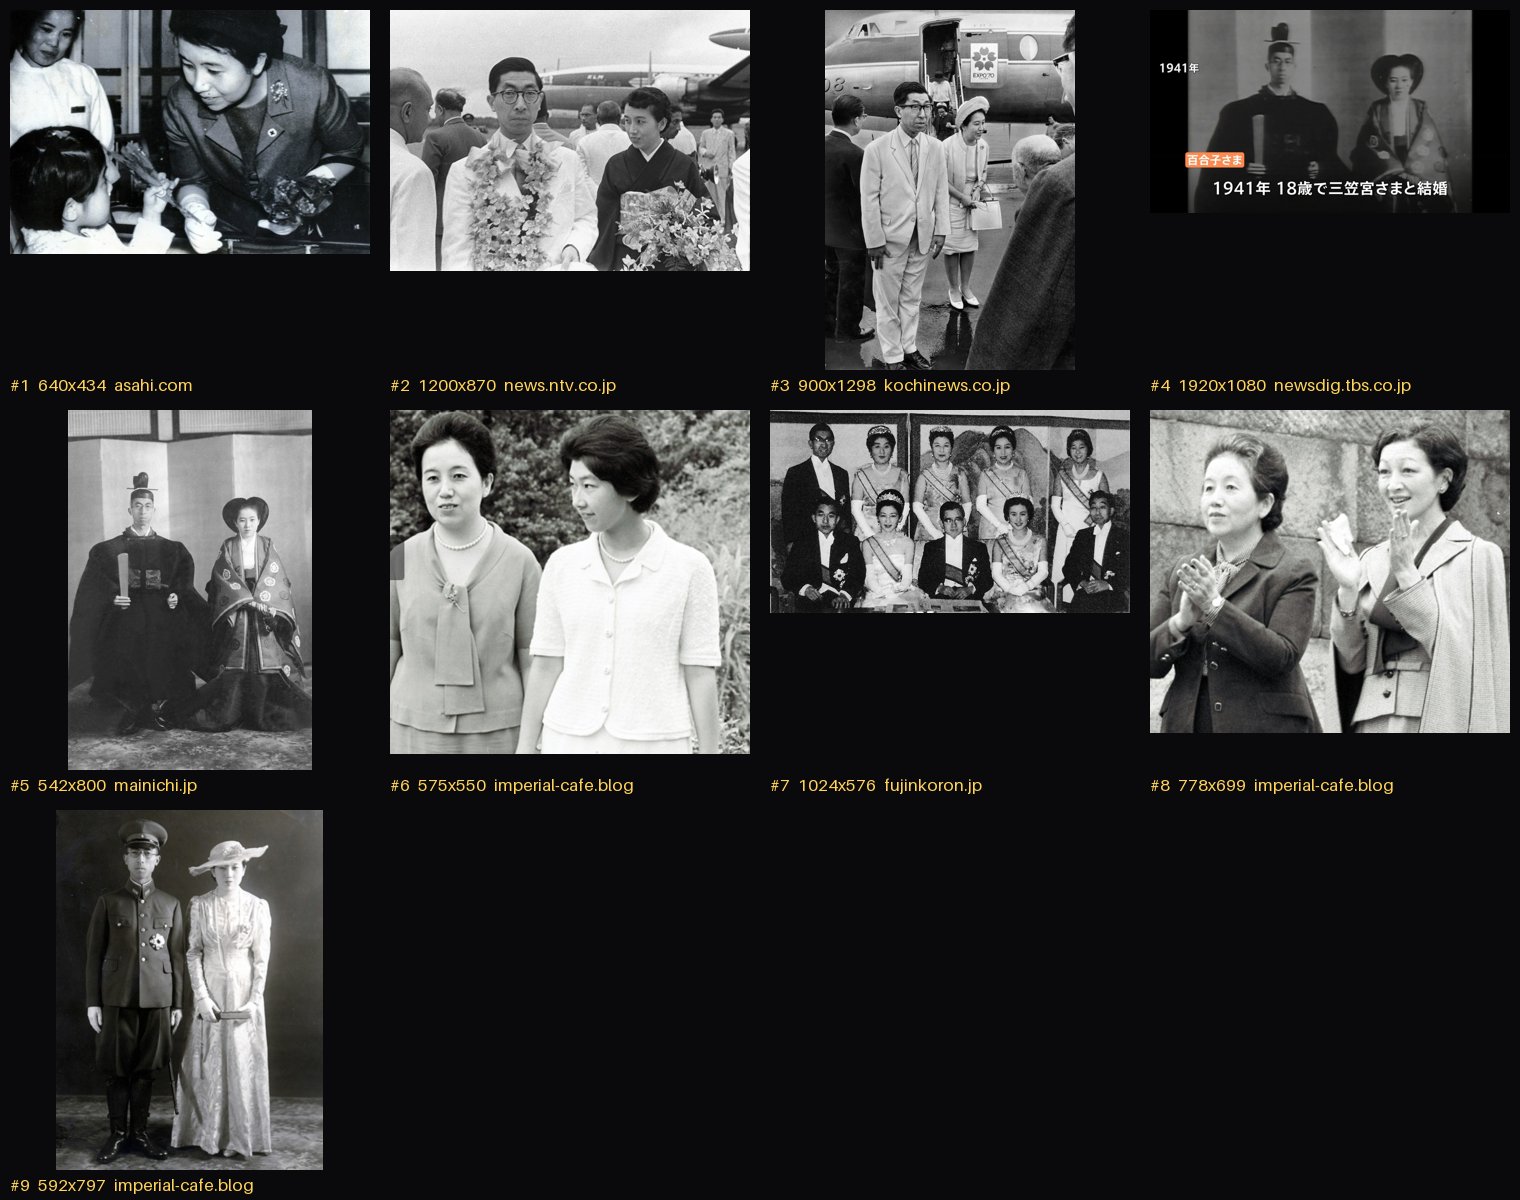 EXPO'70
1941年
百合子さま
1941年 18歳で三笠宮さまと結婚
#1 640x434 asahi.com
#2 1200x870 news.ntv.co.jp
#3 900x1298 kochinews.co.jp
#4 1920x1080 newsdig.tbs.co.jp
#5 542x800 mainichi.jp
#6 575x550 imperial-cafe.blog
#7 1024x576 fujinkoron.jp
#8 778x699 imperial-cafe.blog
#9 592x797 imperial-cafe.blog